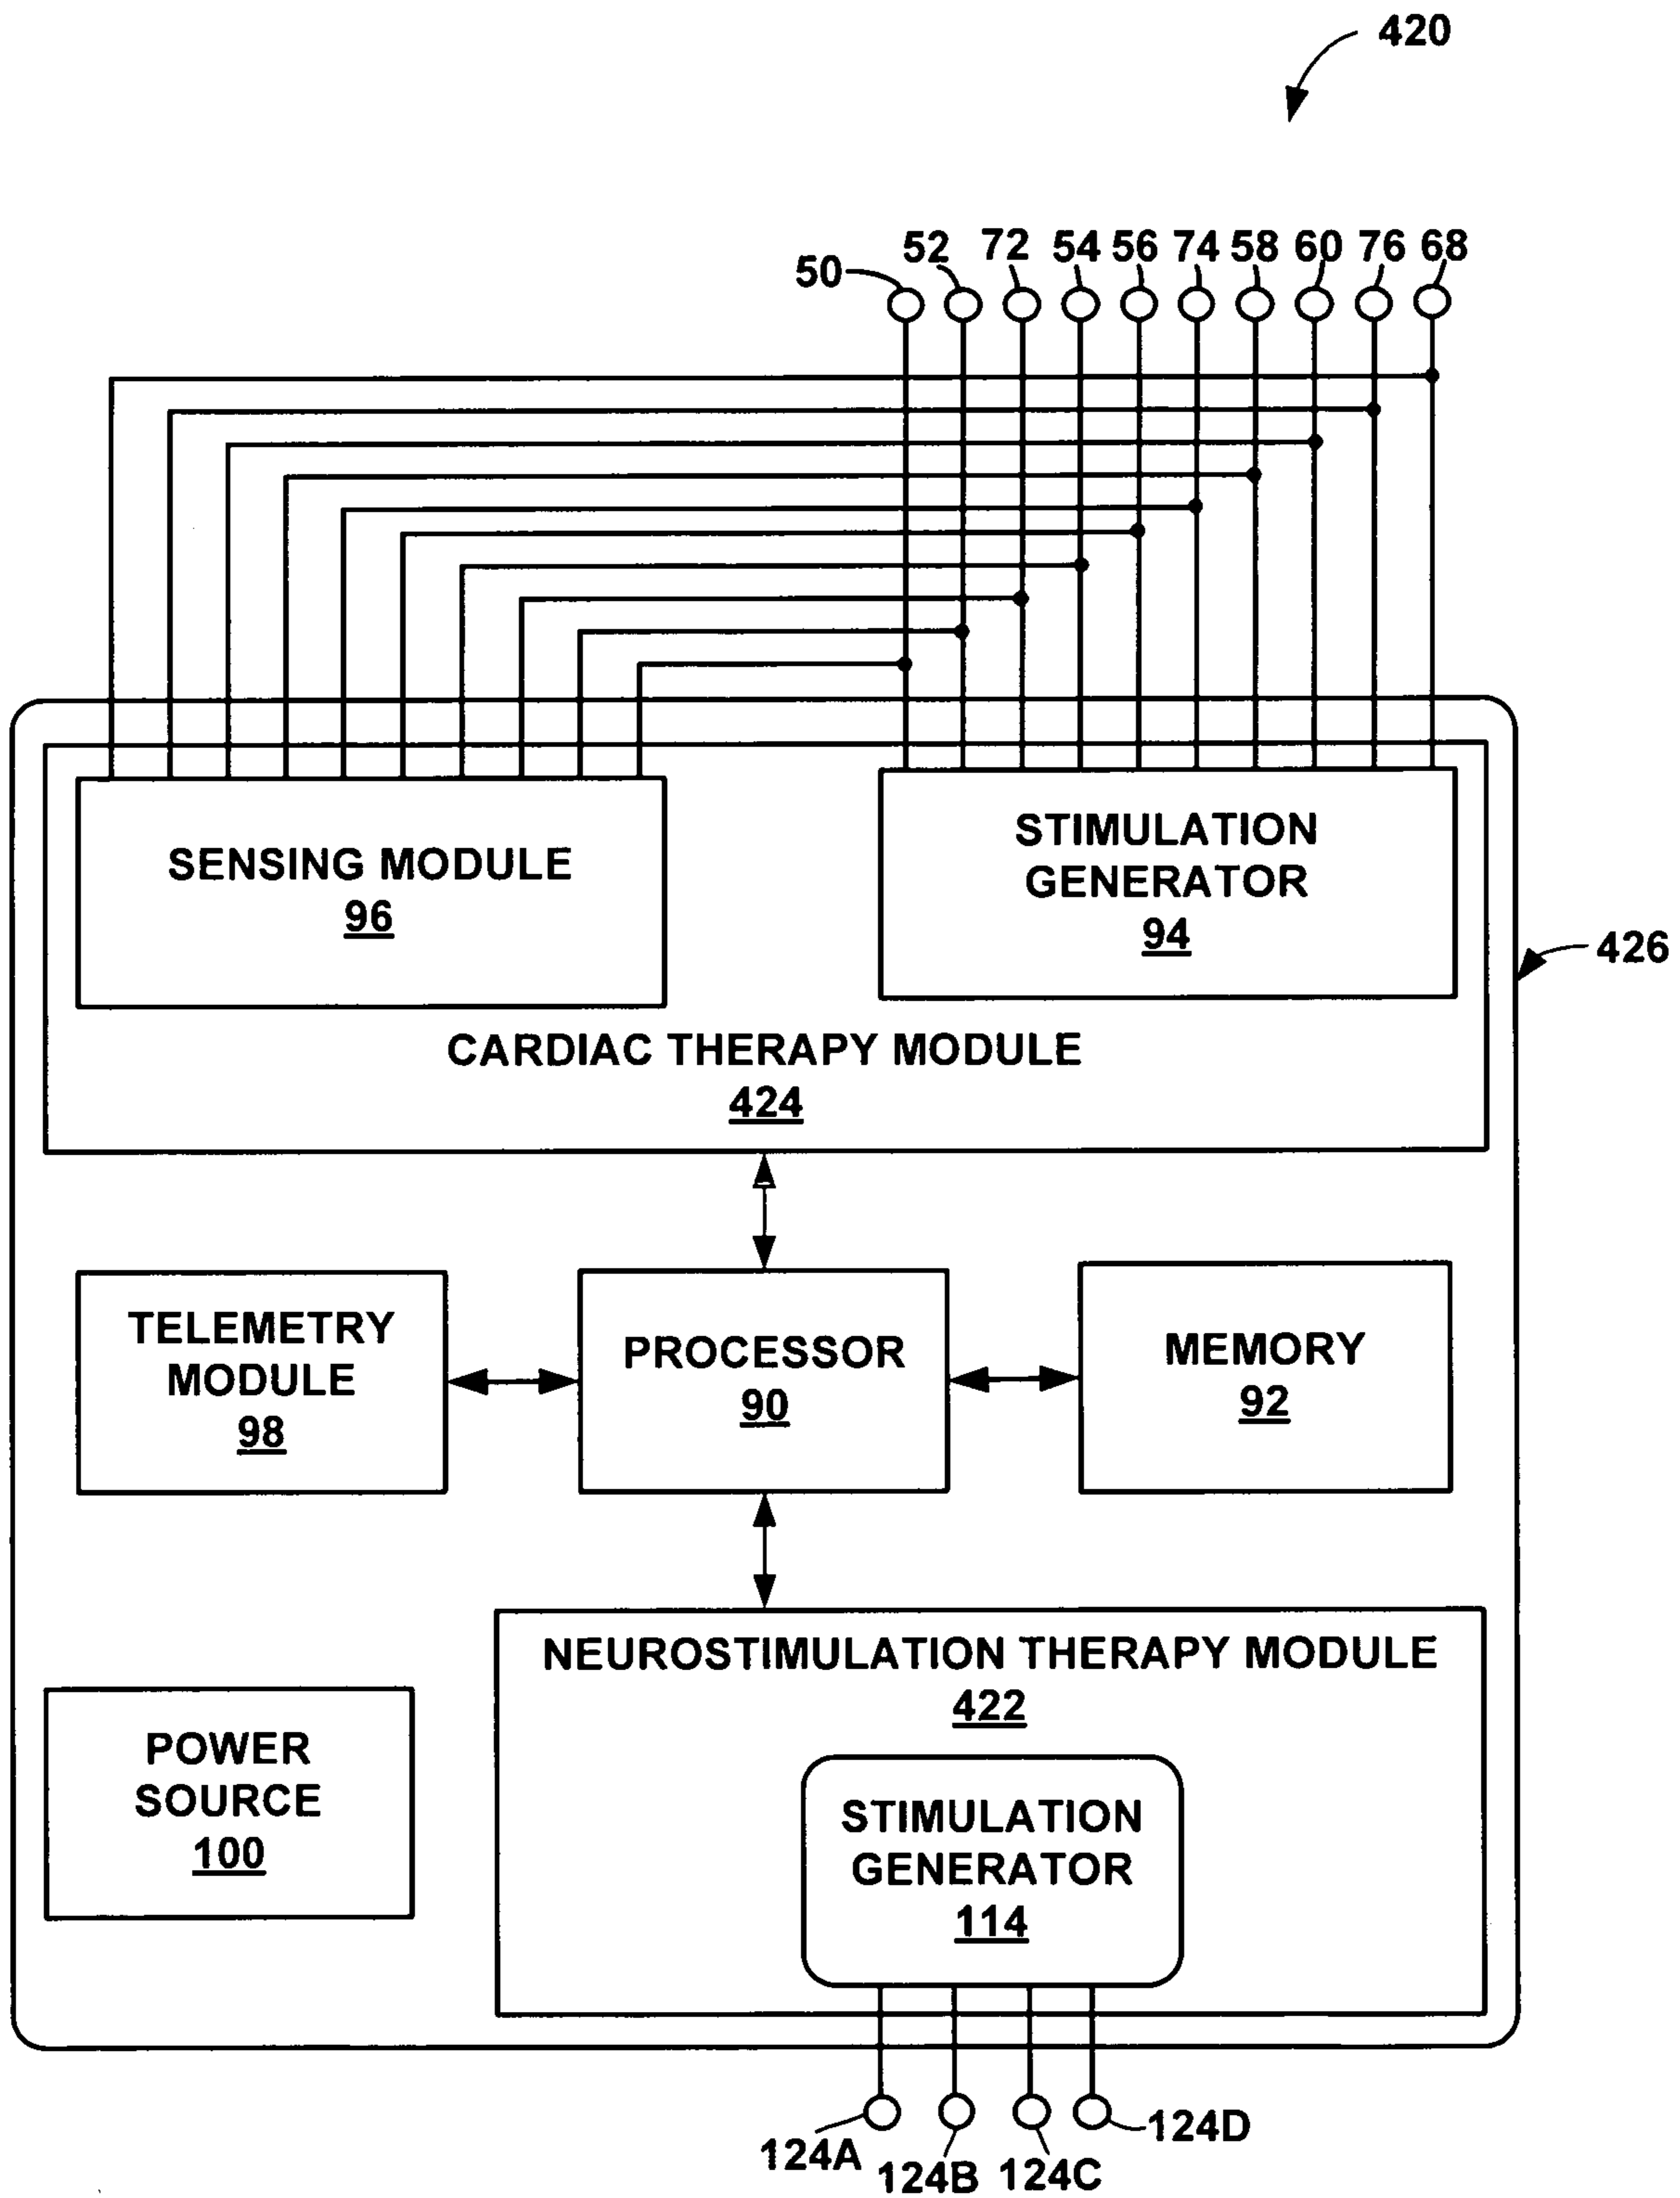 420
50 52 72 54 56 74 58 60 76 68
SENSING MODULE
96
STIMULATION
GENERATOR
94
426
CARDIAC THERAPY MODULE
424
TELEMETRY
MODULE
98
PROCESSOR
90
MEMORY
92
NEUROSTIMULATION THERAPY MODULE
422
POWER
SOURCE
100
STIMULATION
GENERATOR
114
124A 124B 124C 124D